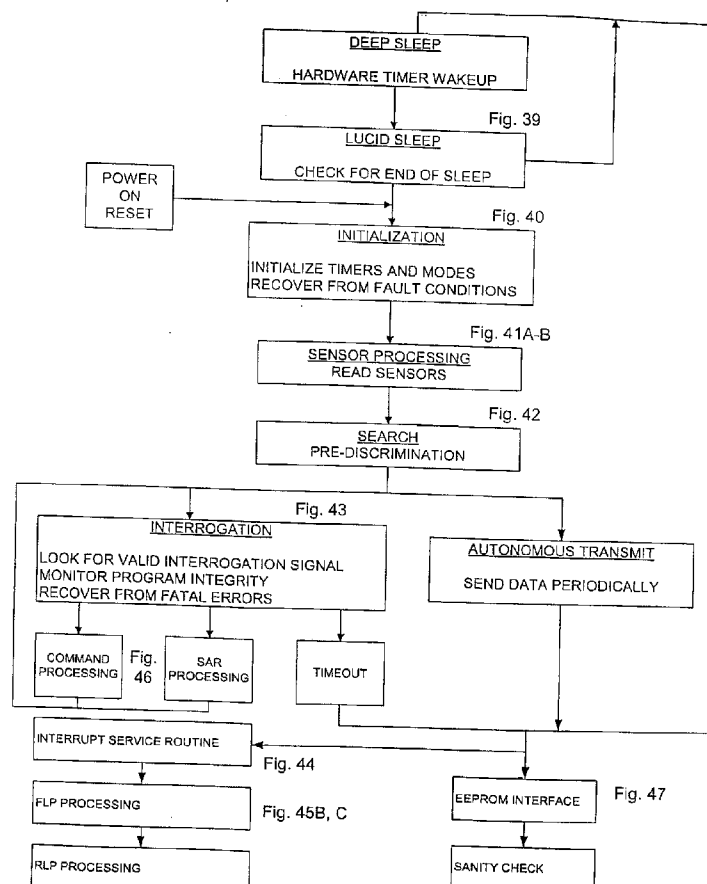 DEEP SLEEP
HARDWARE TIMER WAKEUP
Fig. 39
LUCID SLEEP
CHECK FOR END OF SLEEP
POWER
ON
RESET
Fig. 40
INITIALIZATION
INITIALIZE TIMERS AND MODES
RECOVER FROM FAULT CONDITIONS
Fig. 41A-B
SENSOR PROCESSING
READ SENSORS
Fig. 42
SEARCH
PRE-DISCRIMINATION
Fig. 43
INTERROGATION
LOOK FOR VALID INTERROGATION SIGNAL
MONITOR PROGRAM INTEGRITY
RECOVER FROM FATAL ERRORS
AUTONOMOUS TRANSMIT
SEND DATA PERIODICALLY
COMMAND
PROCESSING
Fig.
46
SAR
PROCESSING
TIMEOUT
INTERRUPT SERVICE ROUTINE
Fig. 44
FLP PROCESSING
Fig. 45B, C
EEPROM INTERFACE
Fig. 47
RLP PROCESSING
SANITY CHECK